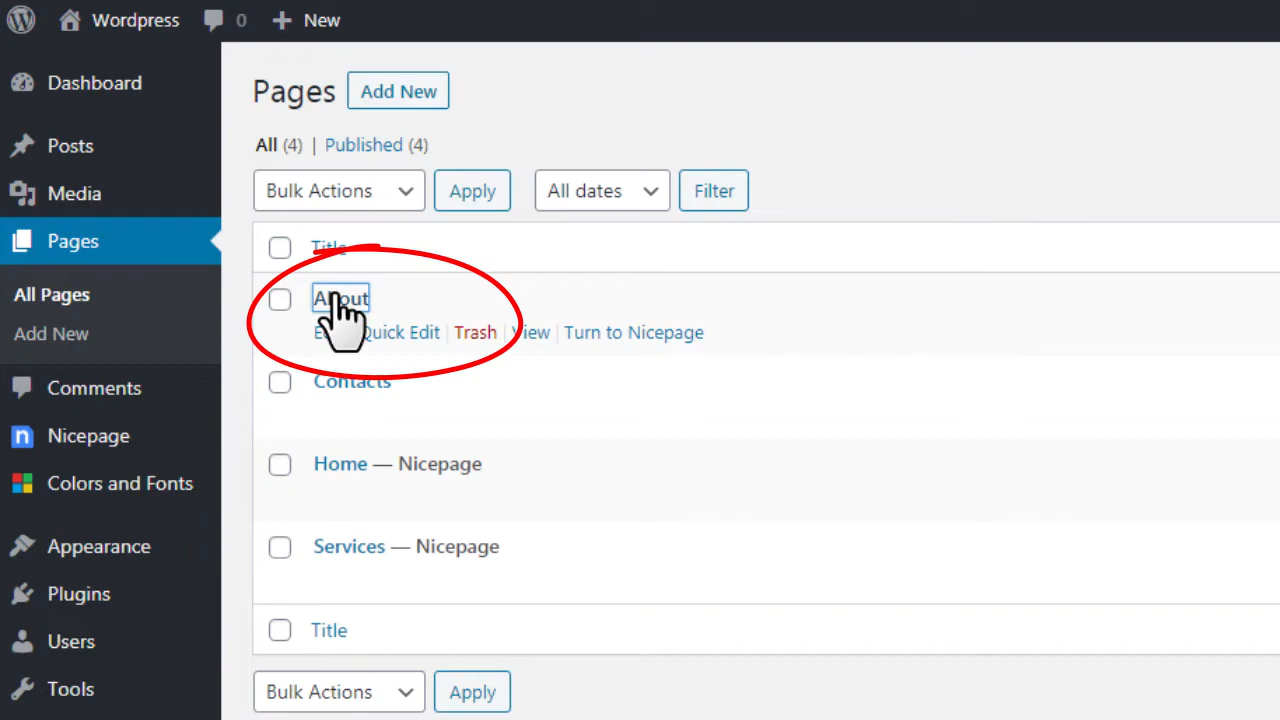 Wordpress 0 New
Dashboard
Posts
Media
Pages
All Pages
Add New
Comments
Nicepage
Colors and Fonts
Appearance
Plugins
Users
Tools
Pages Add New
All (4) | Published (4)
Bulk Actions Apply All dates Filter
Title
About
Quick Edit | Trash | View | Turn to Nicepage
Contacts
Home — Nicepage
Services — Nicepage
Title
Bulk Actions Apply